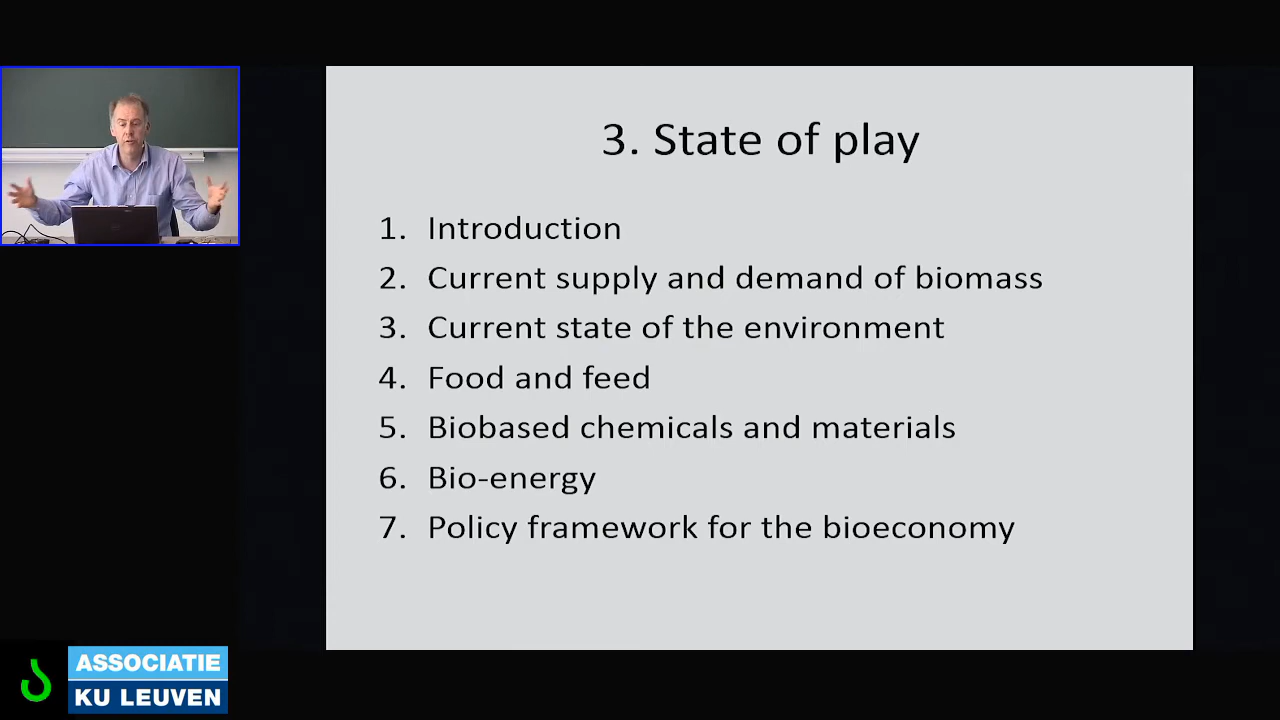 3. State of play
1. Introduction
2. Current supply and demand of biomass
3. Current state of the environment
4. Food and feed
5. Biobased chemicals and materials
6. Bio-energy
7. Policy framework for the bioeconomy
ASSOCIATIE
KU LEUVEN